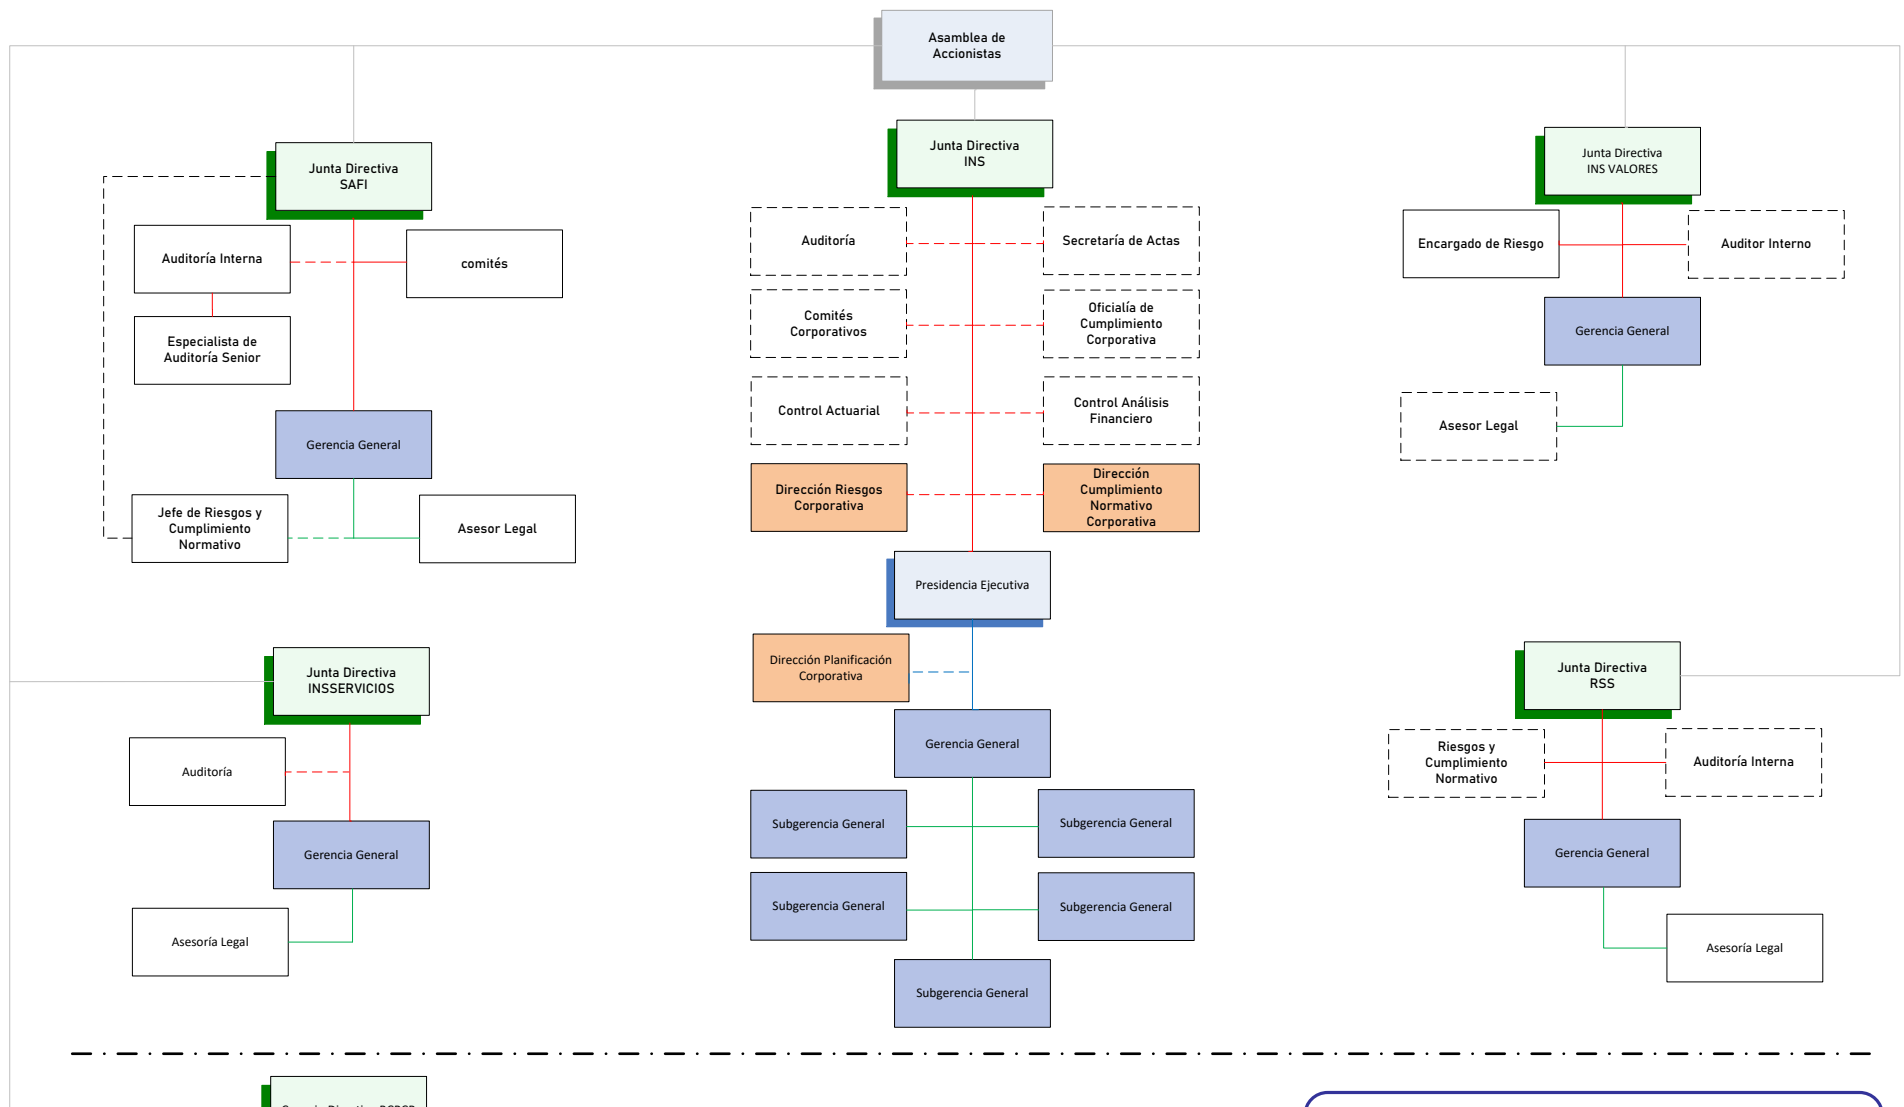 Asamblea de
Accionistas
Junta Directiva
SAFI
Auditoría Interna
comités
Especialista de
Auditoría Senior
Gerencia General
Jefe de Riesgos y
Cumplimiento
Normativo
Asesor Legal
Junta Directiva
INS
Auditoría
Secretaría de Actas
Comités
Corporativos
Oficialía de
Cumplimiento
Corporativa
Control Actuarial
Control Análisis
Financiero
Dirección Riesgos
Corporativa
Dirección
Cumplimiento
Normativo
Corporativa
Presidencia Ejecutiva
Dirección Planificación
Corporativa
Gerencia General
Subgerencia General
Subgerencia General
Subgerencia General
Subgerencia General
Subgerencia General
Junta Directiva
INS VALORES
Encargado de Riesgo
Auditor Interno
Gerencia General
Asesor Legal
Junta Directiva
INSSERVICIOS
Auditoría
Gerencia General
Asesoría Legal
Junta Directiva
RSS
Riesgos y
Cumplimiento
Normativo
Auditoría Interna
Gerencia General
Asesoría Legal